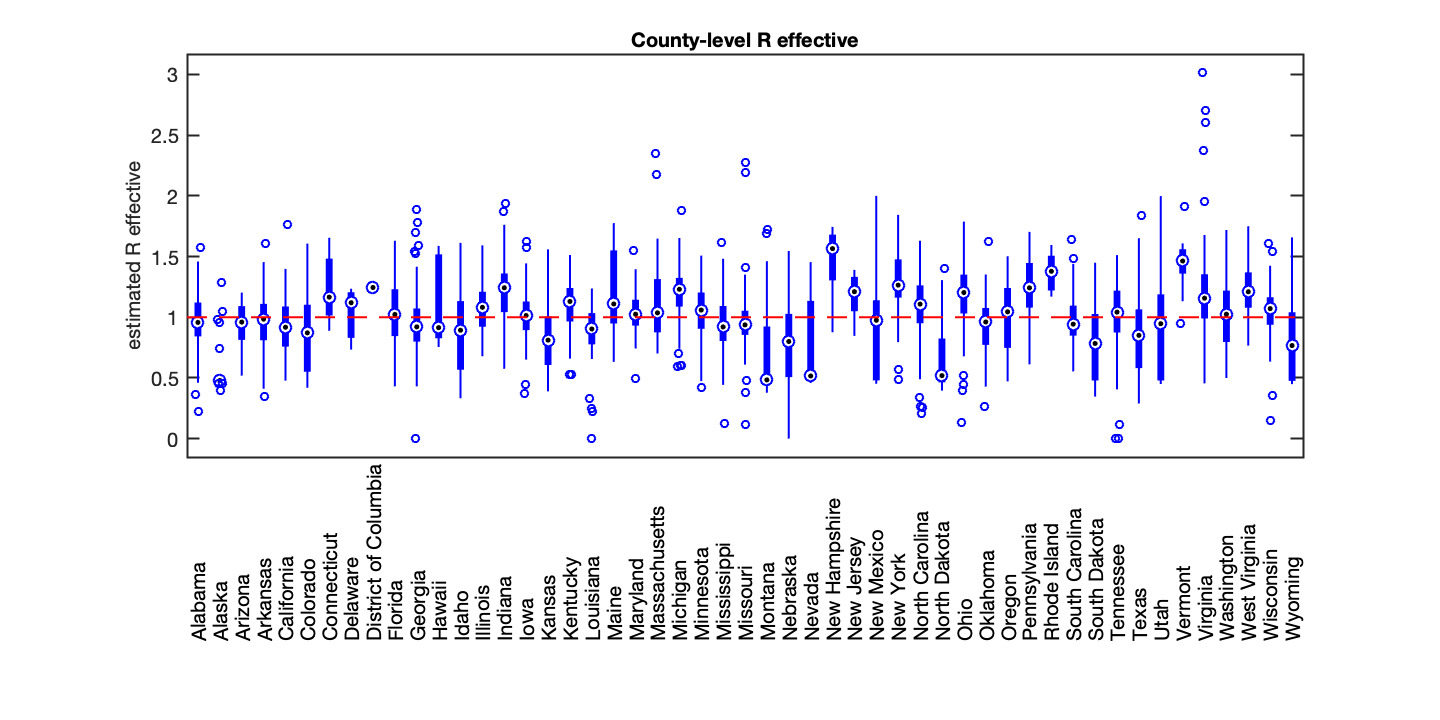 County-level R effective
3
2.5
2
1.5
1
0.5
0
estimated R effective
Alabama
Alaska
Arizona
Arkansas
California
Colorado
Connecticut
Delaware
District of Columbia
Florida
Georgia
Hawaii
Idaho
Illinois
Indiana
Iowa
Kansas
Kentucky
Louisiana
Maine
Maryland
Massachusetts
Michigan
Minnesota
Mississippi
Missouri
Montana
Nebraska
Nevada
New Hampshire
New Jersey
New Mexico
New York
North Carolina
North Dakota
Ohio
Oklahoma
Oregon
Pennsylvania
Rhode Island
South Carolina
South Dakota
Tennessee
Texas
Utah
Vermont
Virginia
Washington
West Virginia
Wisconsin
Wyoming